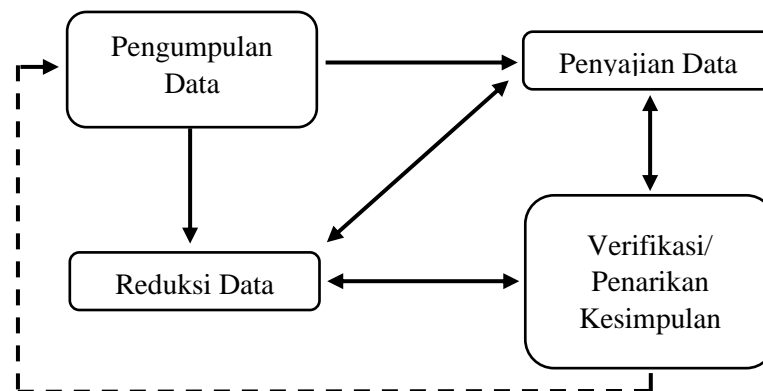 Pengumpulan
Data
Penyajian Data
Reduksi Data
Verifikasi/
Penarikan
Kesimpulan